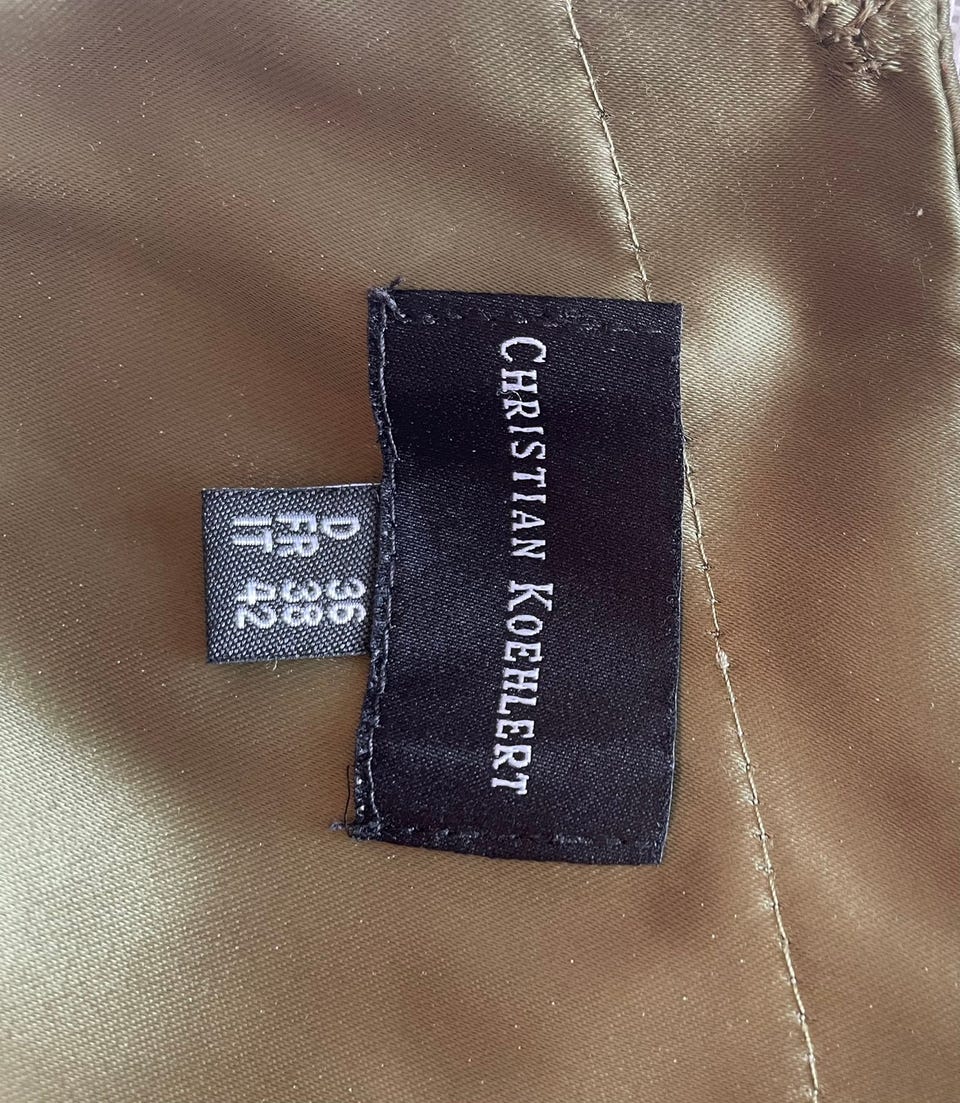 CHRISTIAN KOEHLERT
D 36
FR 38
IT 42